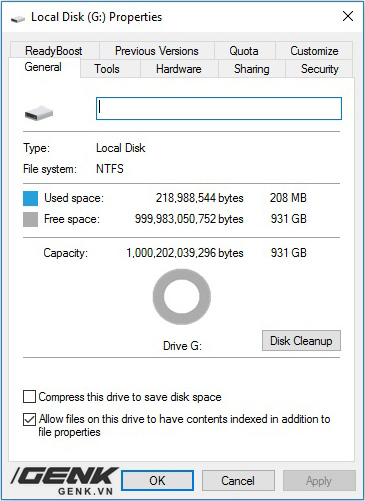 Local Disk (G:) Properties
ReadyBoost Previous Versions Quota Customize
General Tools Hardware Sharing Security
Type: Local Disk
File system: NTFS
Used space: 218,988,544 bytes 208 MB
Free space: 999,983,050,752 bytes 931 GB
Capacity: 1,000,202,039,296 bytes 931 GB
Drive G: Disk Cleanup
Compress this drive to save disk space
Allow files on this drive to have contents indexed in addition to
file properties
GENK
GENK.VN
OK Cancel Apply